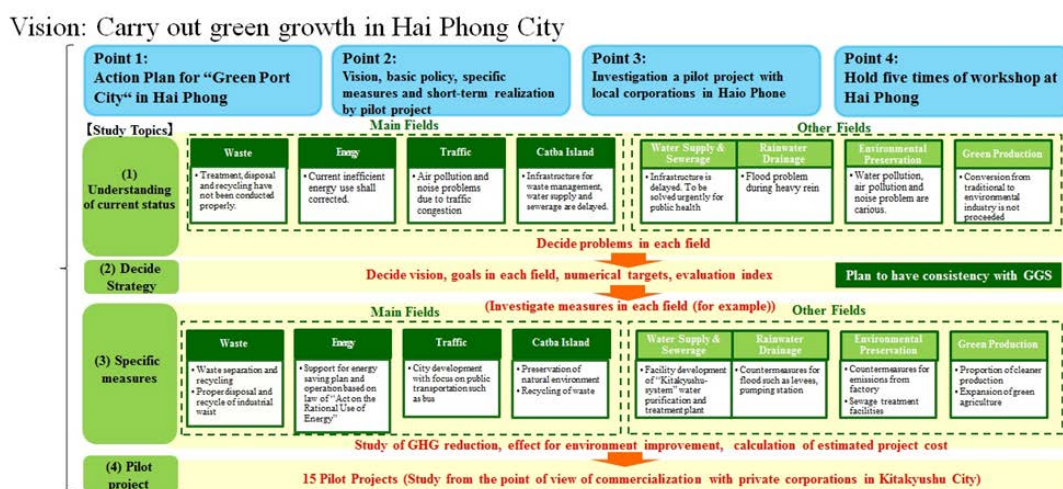 Vision: Carry out green growth in Hai Phong City
Point 1:
Action Plan for “Green Port
City“ in Hai Phong
Point 2:
Vision, basic policy, specific
measures and short-term realization
by pilot project
Point 3:
Investigation a pilot project with
local corporations in Haio Phone
Point 4:
Hold five times of workshop at
Hai Phong
【Study Topics】
Main Fields
Other Fields
(1)
Understanding
of current status
Waste
• Treatment, disposal
and recycling have
not been conducted
properly.
Energy
• Current inefficient
energy use shall
corrected.
Traffic
• Air pollution and
noise problems
due to traffic
congestion
Catba Island
• Infrastructure for
waste management,
water supply and
sewerage are delayed.
Water Supply &
Sewerage
• Infrastructure is
delayed. To be
solved urgently for
public health
Rainwater
Drainage
• Flood problem
during heavy rein
Environmental
Preservation
• Water pollution,
air pollution and
noise problem are
carious.
Green Production
• Conversion from
traditional to
environmental
industry is not
proceeded
Decide problems in each field
(2) Decide
Strategy
Decide vision, goals in each field, numerical targets, evaluation index
Plan to have consistency with GGS
(Investigate measures in each field (for example))
Main Fields
Other Fields
(3) Specific
measures
Waste
• Waste separation and
recycling
• Proper disposal and
recycle of industrial
waist
Energy
• Support for energy
saving plan and
operation based on
law of “Act on the
Rational Use of
Energy”
Traffic
• City development
with focus on public
transportation such
as bus
Catba Island
• Preservation of
natural environment
• Recycling of waste
Water Supply &
Sewerage
• Facility development
of “Kitakyushu-
system” water
purification and
treatment plant
Rainwater
Drainage
• Countermeasures for
flood such as levees,
pumping station
Environmental
Preservation
• Countermeasures for
emissions from
factory
• Sewage treatment
facilities
Green Production
• Proportion of cleaner
production
• Expansion of green
agriculture
Study of GHG reduction, effect for environment improvement, calculation of estimated project cost
(4) Pilot
project
15 Pilot Projects (Study from the point of view of commercialization with private corporations in Kitakyushu City)